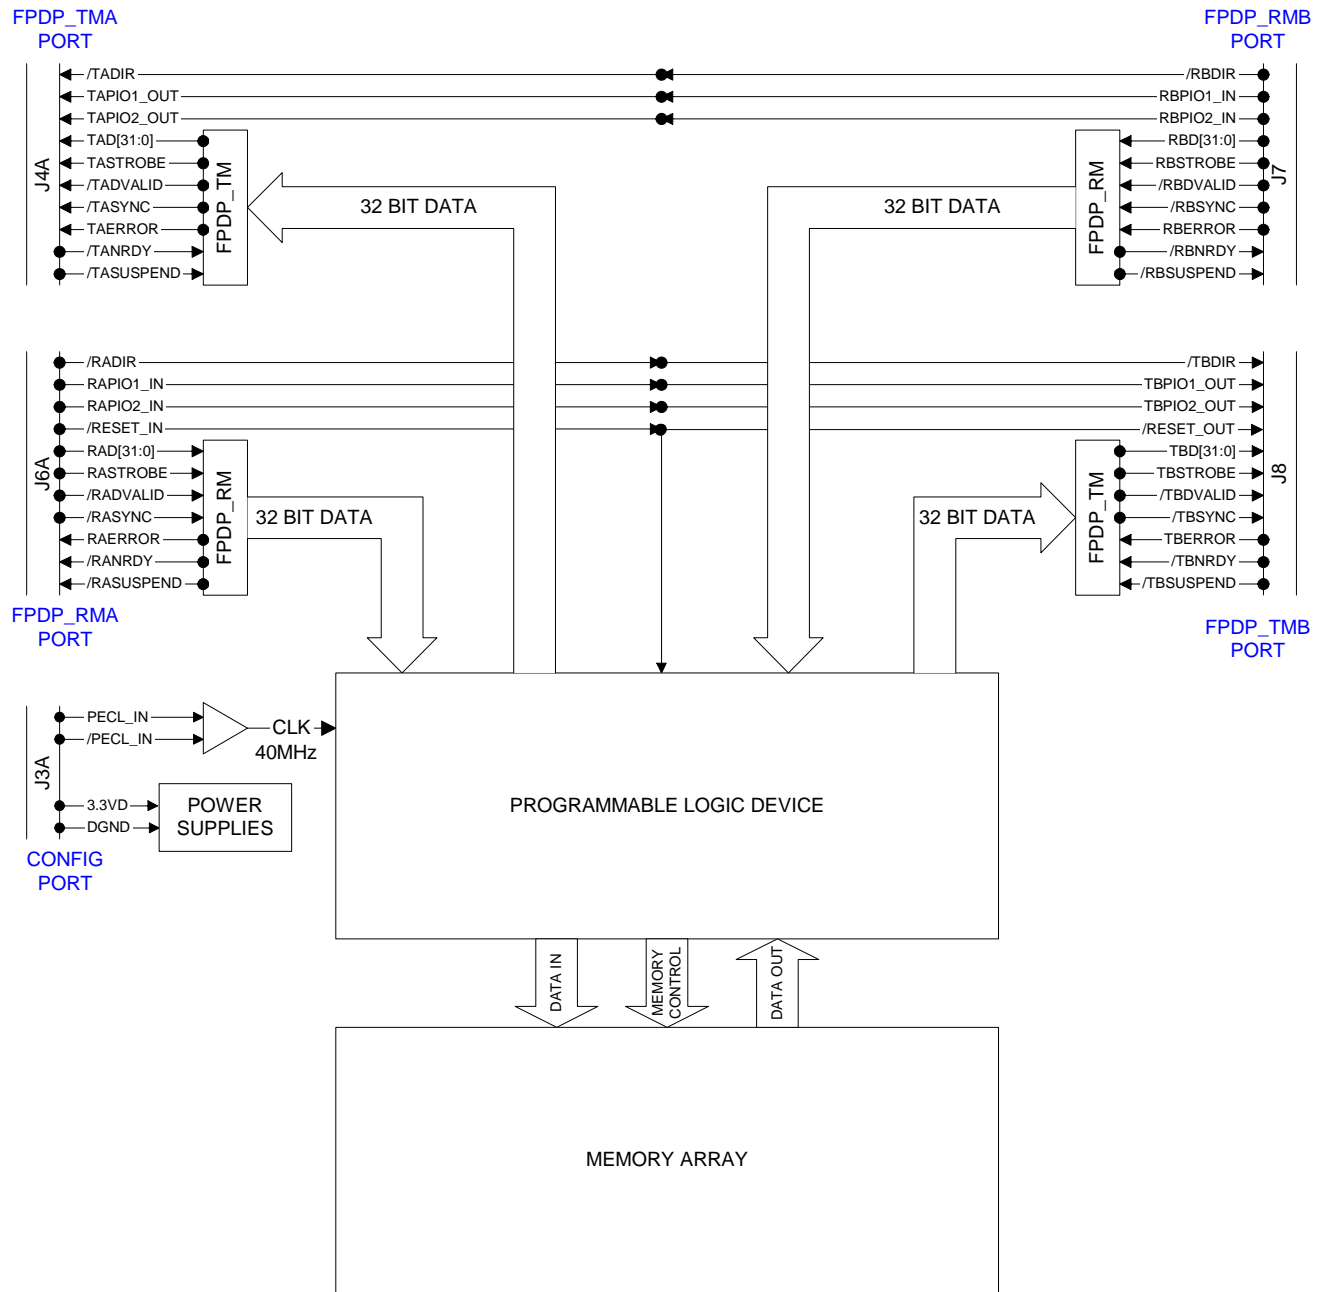 FPDP_TMA
PORT
FPDP_RMB
PORT
/TADIR
/RBDIR
TAPIO1_OUT
RBPIO1_IN
TAPIO2_OUT
RBPIO2_IN
TAD[31:0]
RBD[31:0]
TASTROBE
RBSTROBE
/TADVALID
/RBDVALID
/TASYNC
/RBSYNC
TAERROR
RBERROR
/TANRDY
/RBNRDY
/TASUSPEND
/RBSUSPEND
J4A
FPDP_TM
32 BIT DATA
32 BIT DATA
FPDP_RM
J7
/RADIR
/TBDIR
RAPIO1_IN
TBPIO1_OUT
RAPIO2_IN
TBPIO2_OUT
/RESET_IN
/RESET_OUT
RAD[31:0]
TBD[31:0]
RASTROBE
TBSTROBE
/RADVALID
/TBDVALID
/RASYNC
/TBSYNC
RAERROR
TBERROR
/RANRDY
/TBNRDY
/RASUSPEND
/TBSUSPEND
J6A
FPDP_RM
32 BIT DATA
32 BIT DATA
FPDP_TM
J8
FPDP_RMA
PORT
FPDP_TMB
PORT
PECL_IN
/PECL_IN
CLK
40MHz
J3A
3.3VD
DGND
POWER
SUPPLIES
CONFIG
PORT
PROGRAMMABLE LOGIC DEVICE
DATA IN
MEMORY
CONTROL
DATA OUT
MEMORY ARRAY